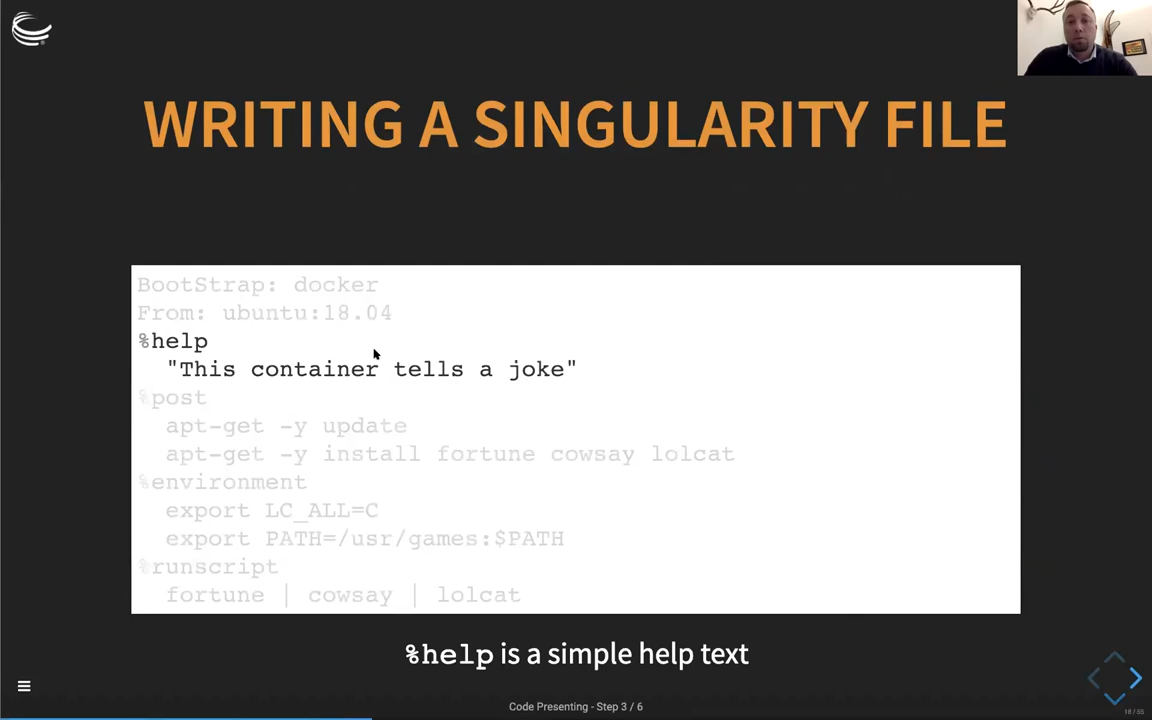 WRITING A SINGULARITY FILE
BootStrap: docker
From: ubuntu:18.04
%help
"This container tells a joke"
%post
apt-get -y update
apt-get -y install fortune cowsay lolcat
%environment
export LC_ALL=C
export PATH=/usr/games:$PATH
%runscript
fortune | cowsay | lolcat
%help is a simple help text
Code Presenting - Step 3 / 6
18 / 55